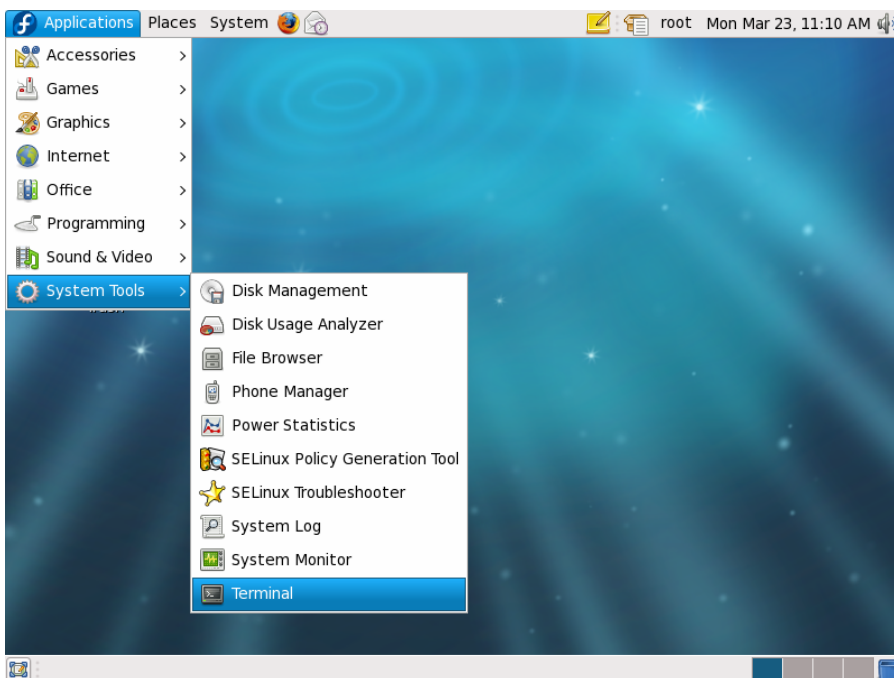 Applications Places System root Mon Mar 23, 11:10 AM
Accessories
Games
Graphics
Internet
Office
Programming
Sound & Video
System Tools
Disk Management
Disk Usage Analyzer
File Browser
Phone Manager
Power Statistics
SELinux Policy Generation Tool
SELinux Troubleshooter
System Log
System Monitor
Terminal